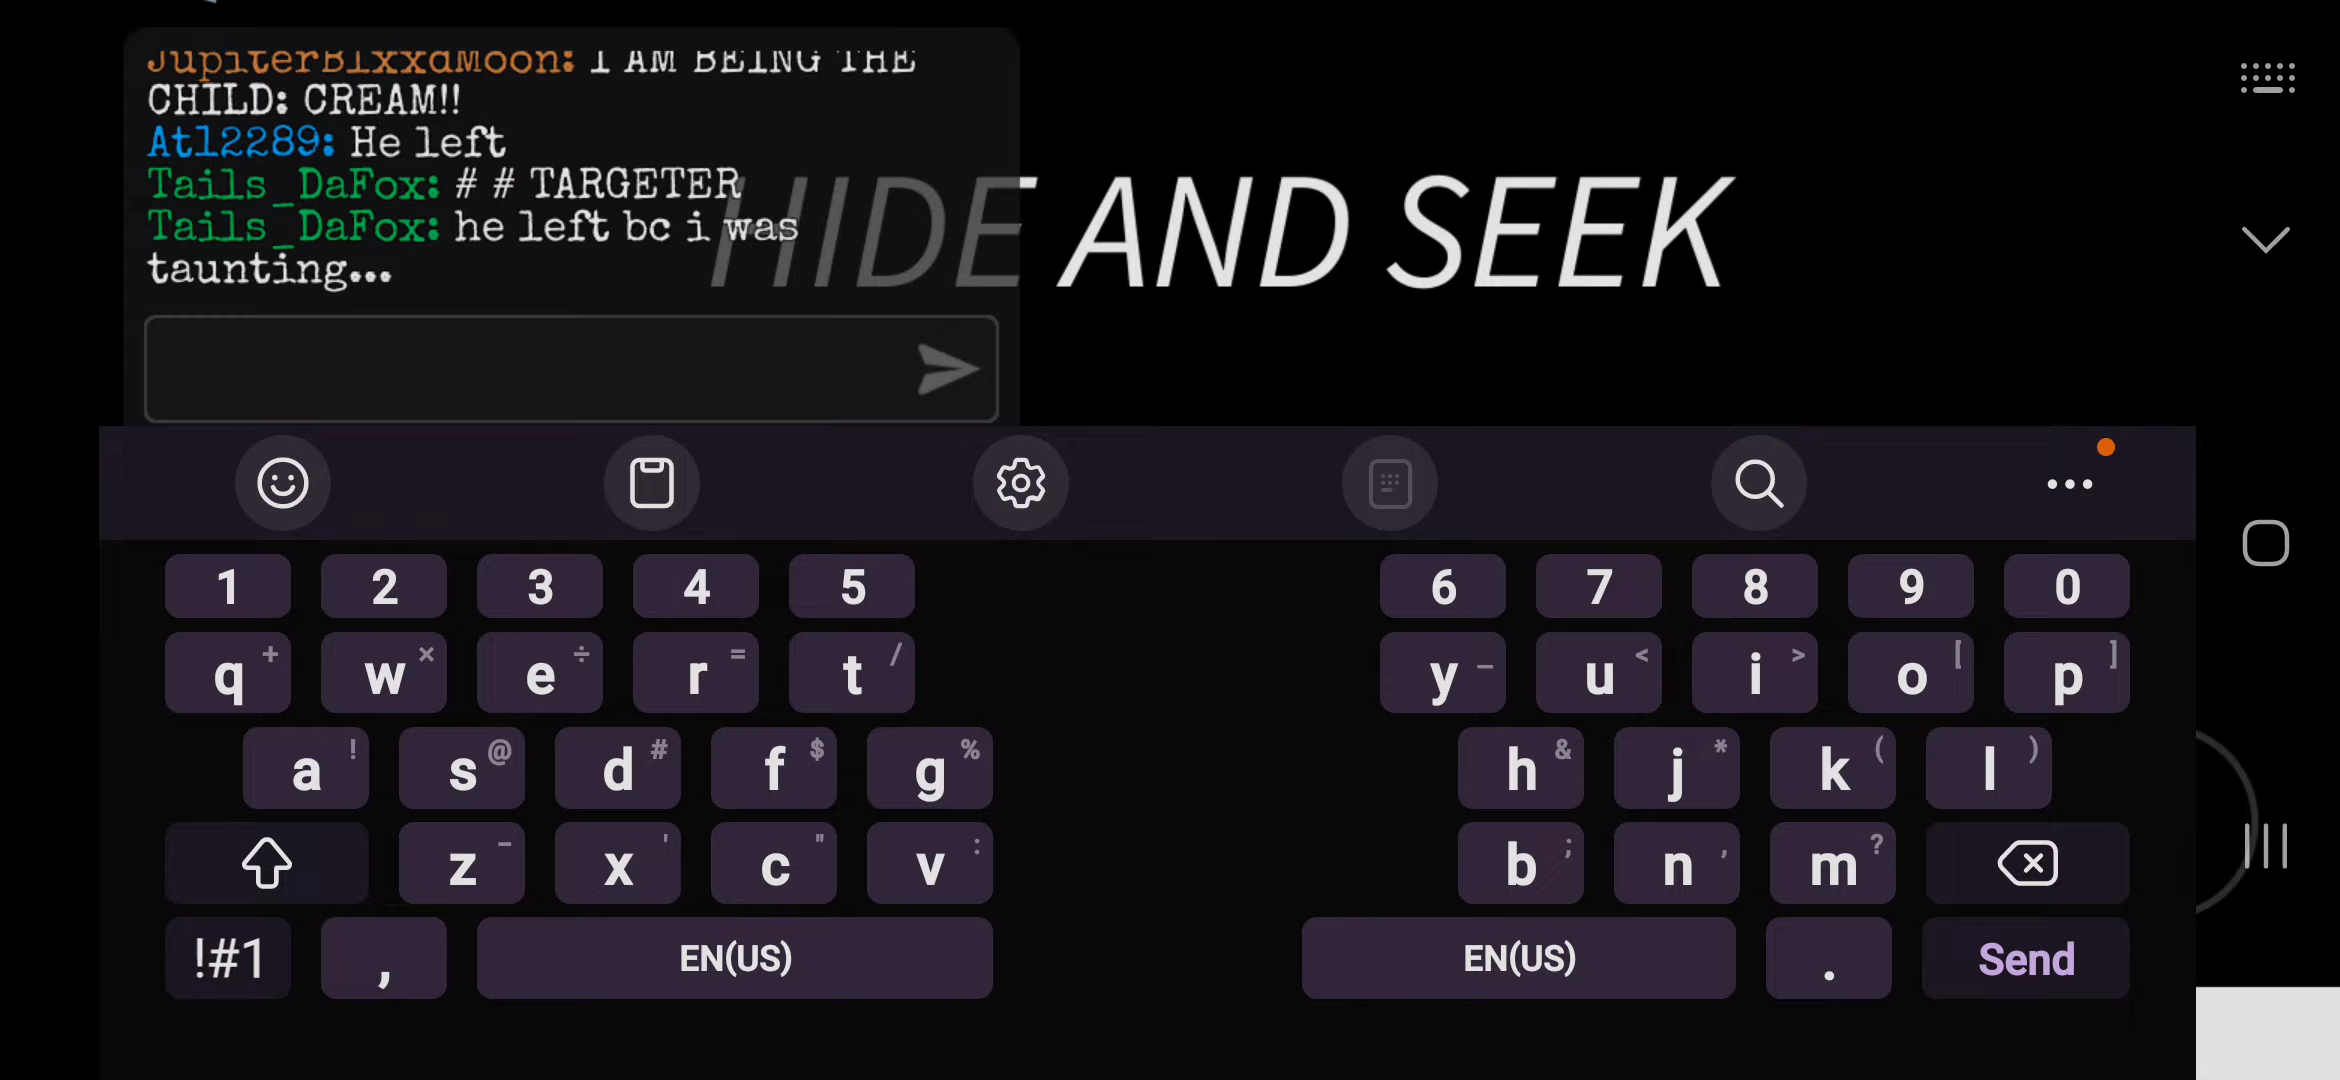 JupiterBixxdMoon: I AM BEING THE
CHILD: CREAM!!
Atl2289: He left
Tails_DaFox: # # TARGETER
Tails_DaFox: he left bc i was
taunting...
HIDE AND SEEK
1 2 3 4 5 6 7 8 9 0
q + w × e ÷ r = t / y _ u < i > o [ p ]
a ! s @ d # f $ g % h & j * k ( l )
z - x ' c " v : b ; n , m ?
!#1 , EN(US) EN(US) . Send